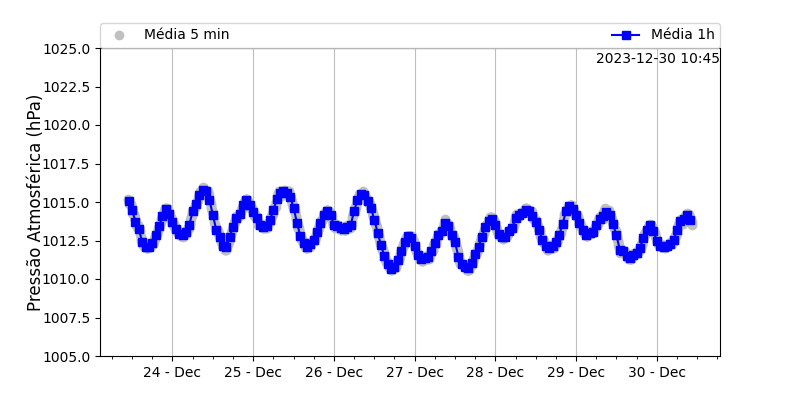 Média 5 min
Média 1h
2023-12-30 10:45
Pressão Atmosférica (hPa)
1025.0
1022.5
1020.0
1017.5
1015.0
1012.5
1010.0
1007.5
1005.0
24 - Dec
25 - Dec
26 - Dec
27 - Dec
28 - Dec
29 - Dec
30 - Dec